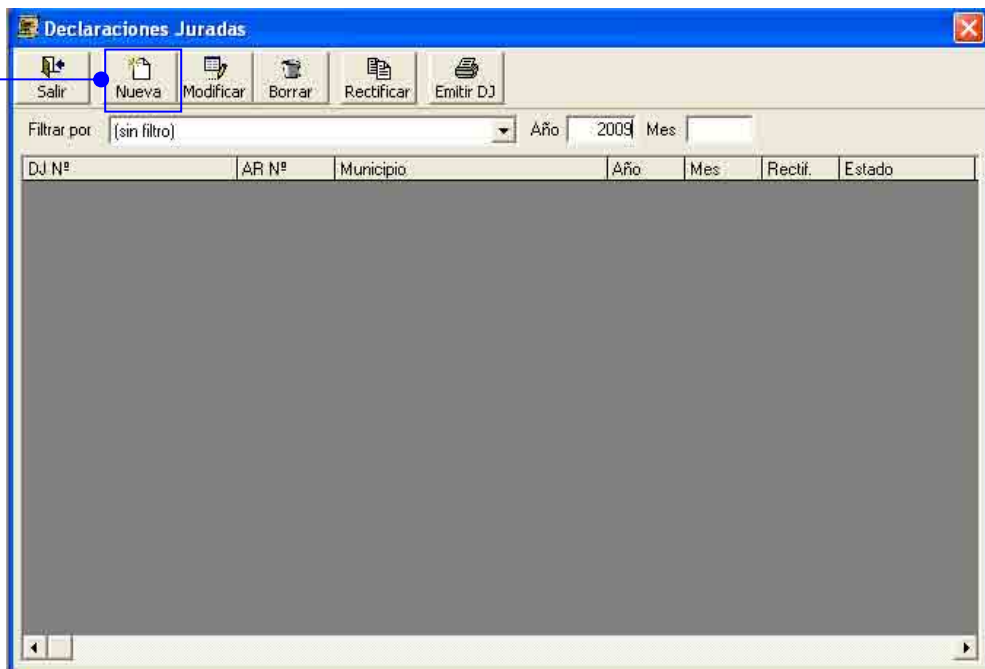 Declaraciones Juradas
Salir Nueva Modificar Borrar Rectificar Emitir DJ
Filtrar por (sin filtro) Año 2009 Mes
DJ Nº AR Nº Municipio Año Mes Rectif. Estado